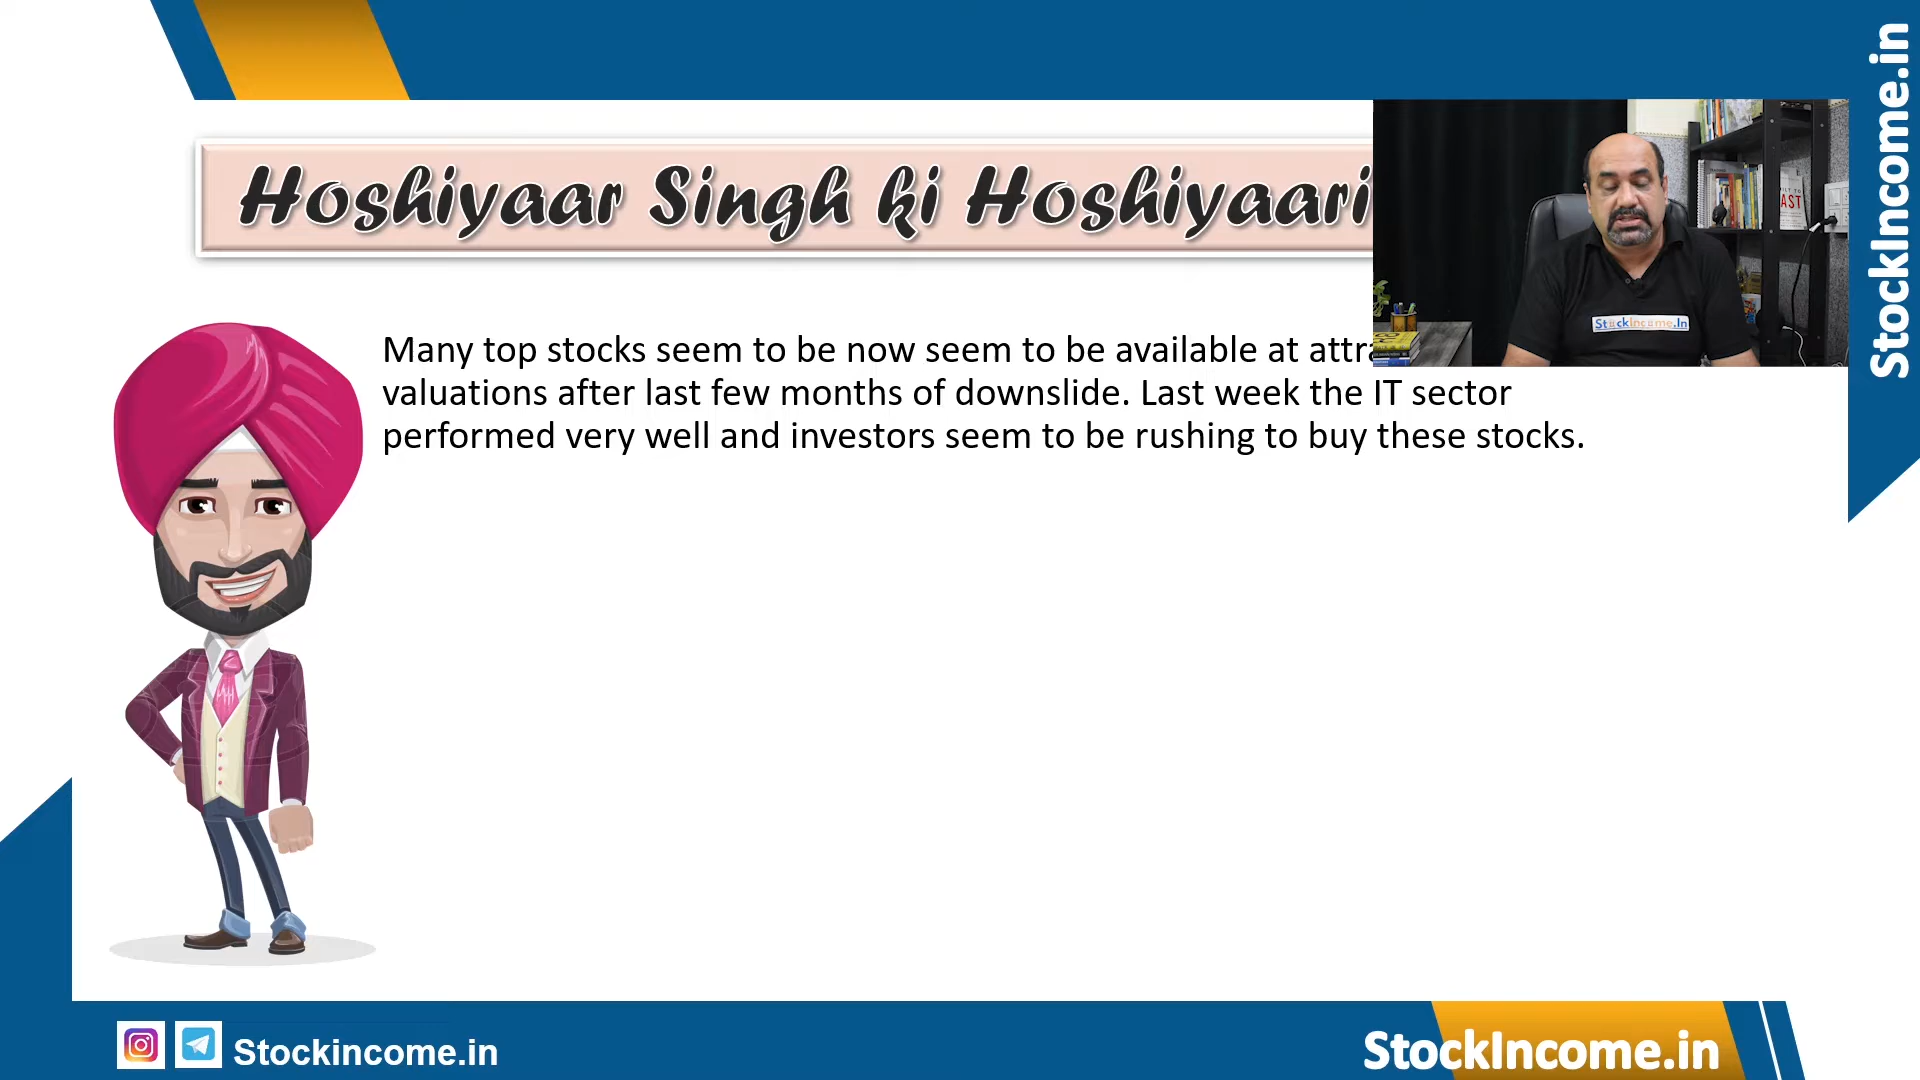 StockIncome.in
Hoshiyaar Singh ki Hoshiyaari
StockIncome.In
Many top stocks seem to be now seem to be available at
valuations after last few months of downslide. Last week the IT sector
performed very well and investors seem to be rushing to buy these stocks.
Stockincome.in
StockIncome.in